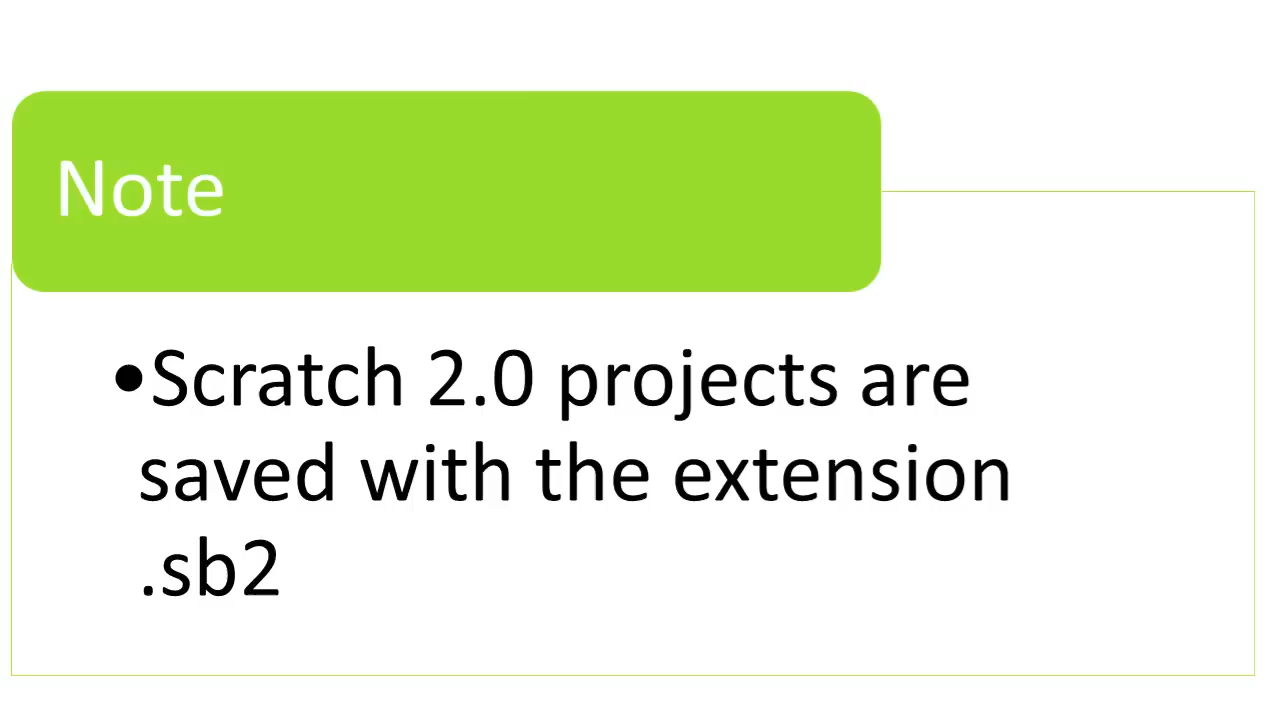 Note
•Scratch 2.0 projects are
saved with the extension
.sb2